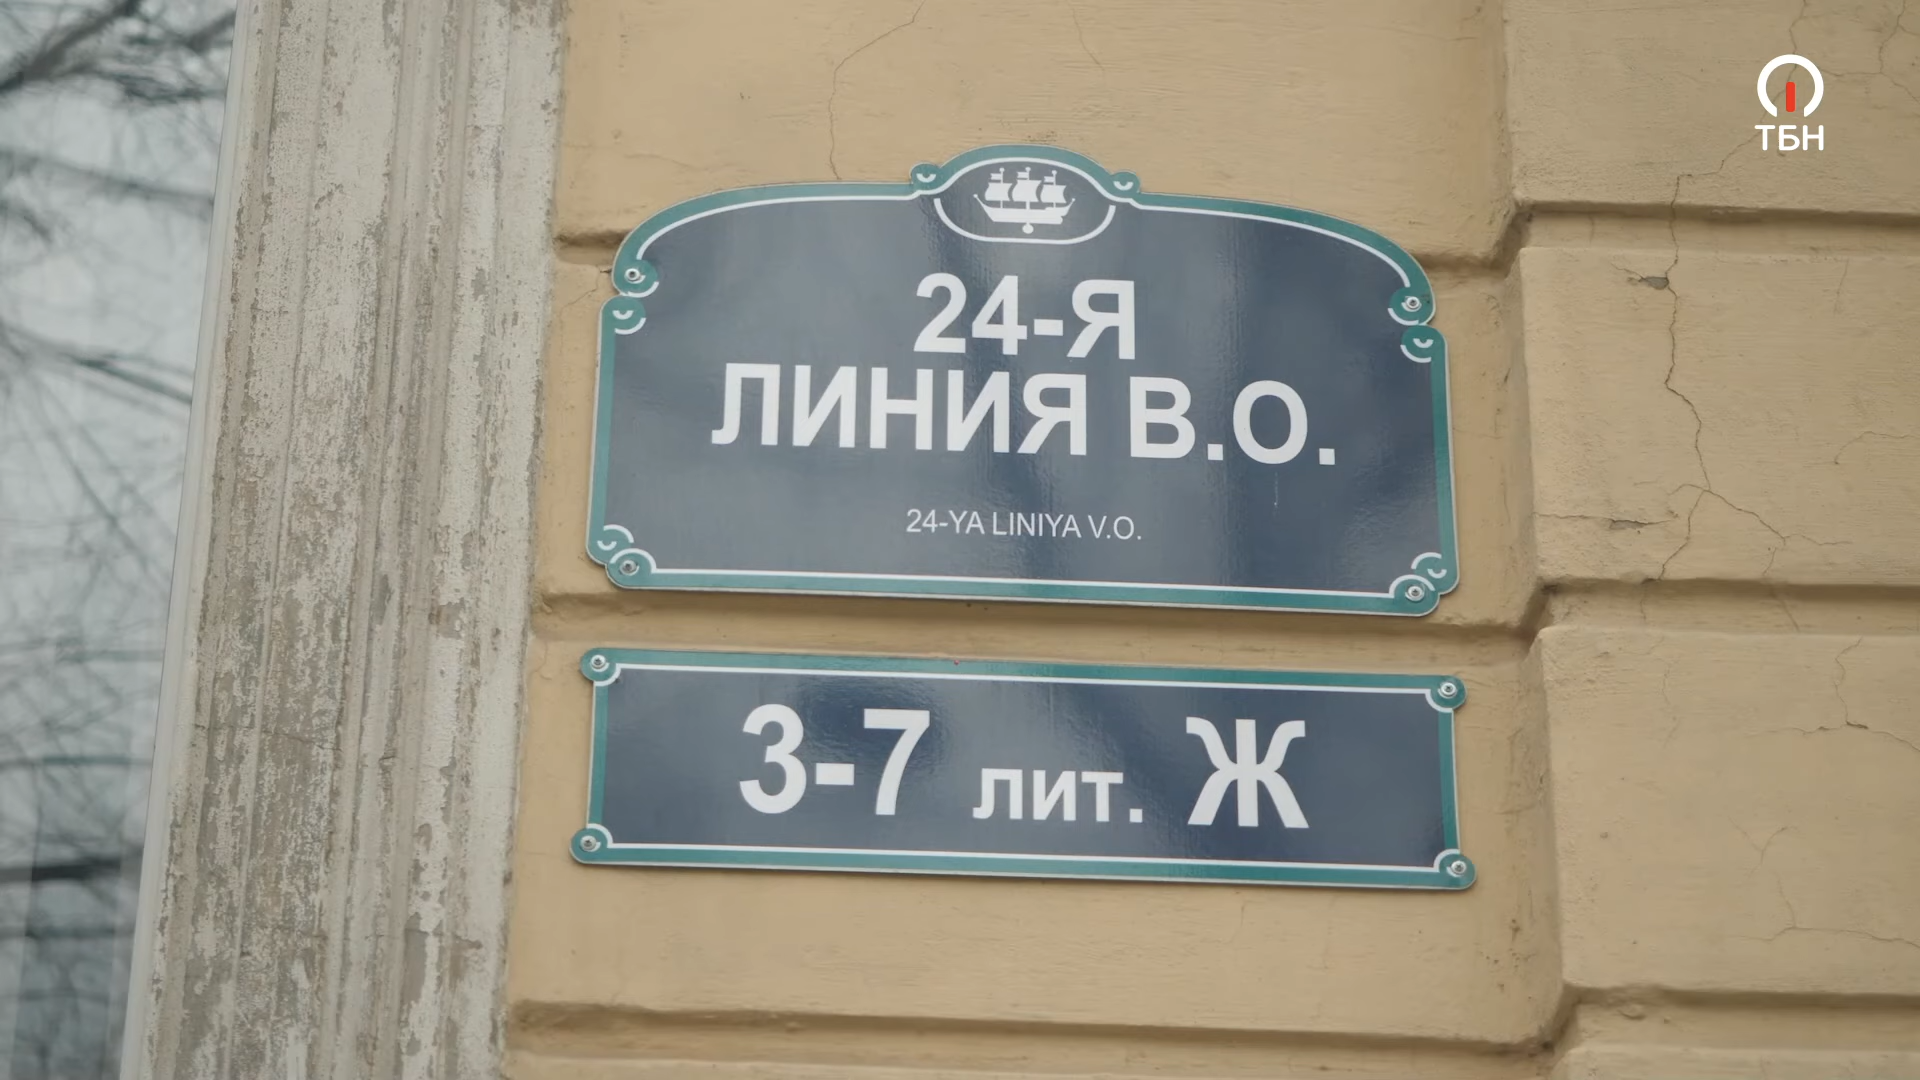 ТБН
24-Я
ЛИНИЯ В.О.
24-YA LINIYA V.O.
3-7 лит. Ж